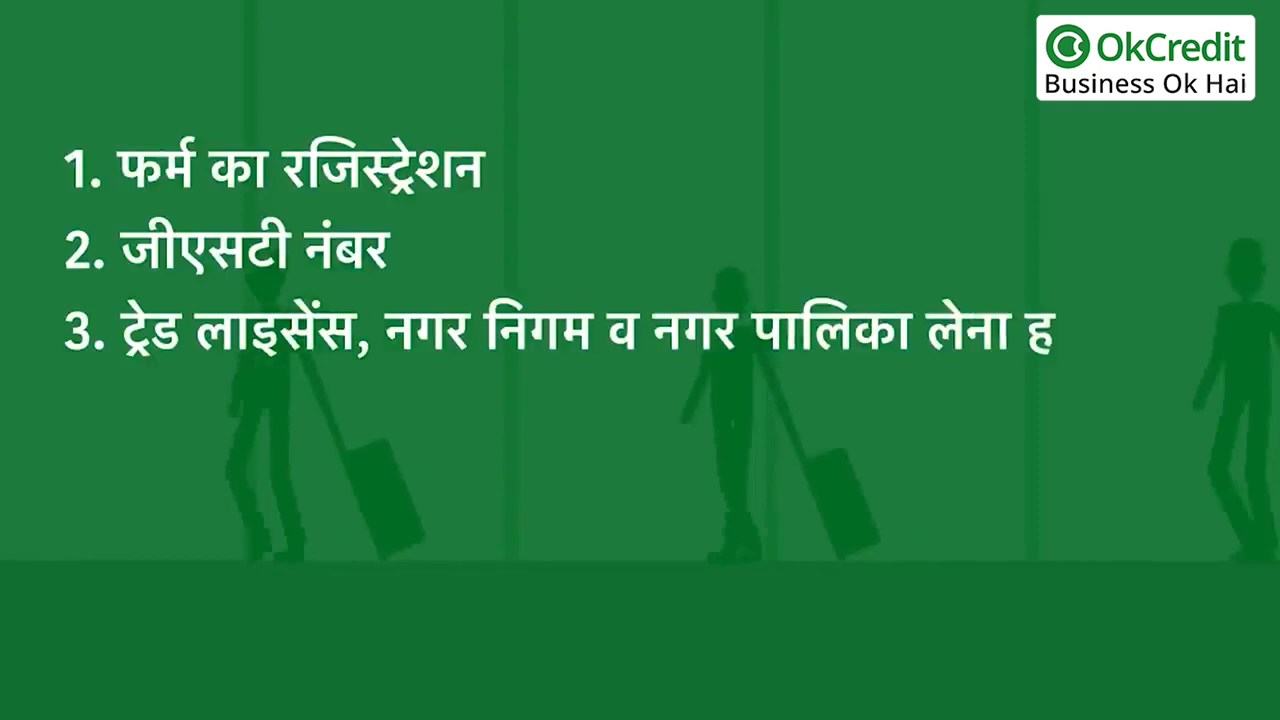 OkCredit
Business Ok Hai
1. फर्म का रजिस्ट्रेशन
2. जीएसटी नंबर
3. ट्रेड लाइसेंस, नगर निगम व नगर पालिका लेना ह